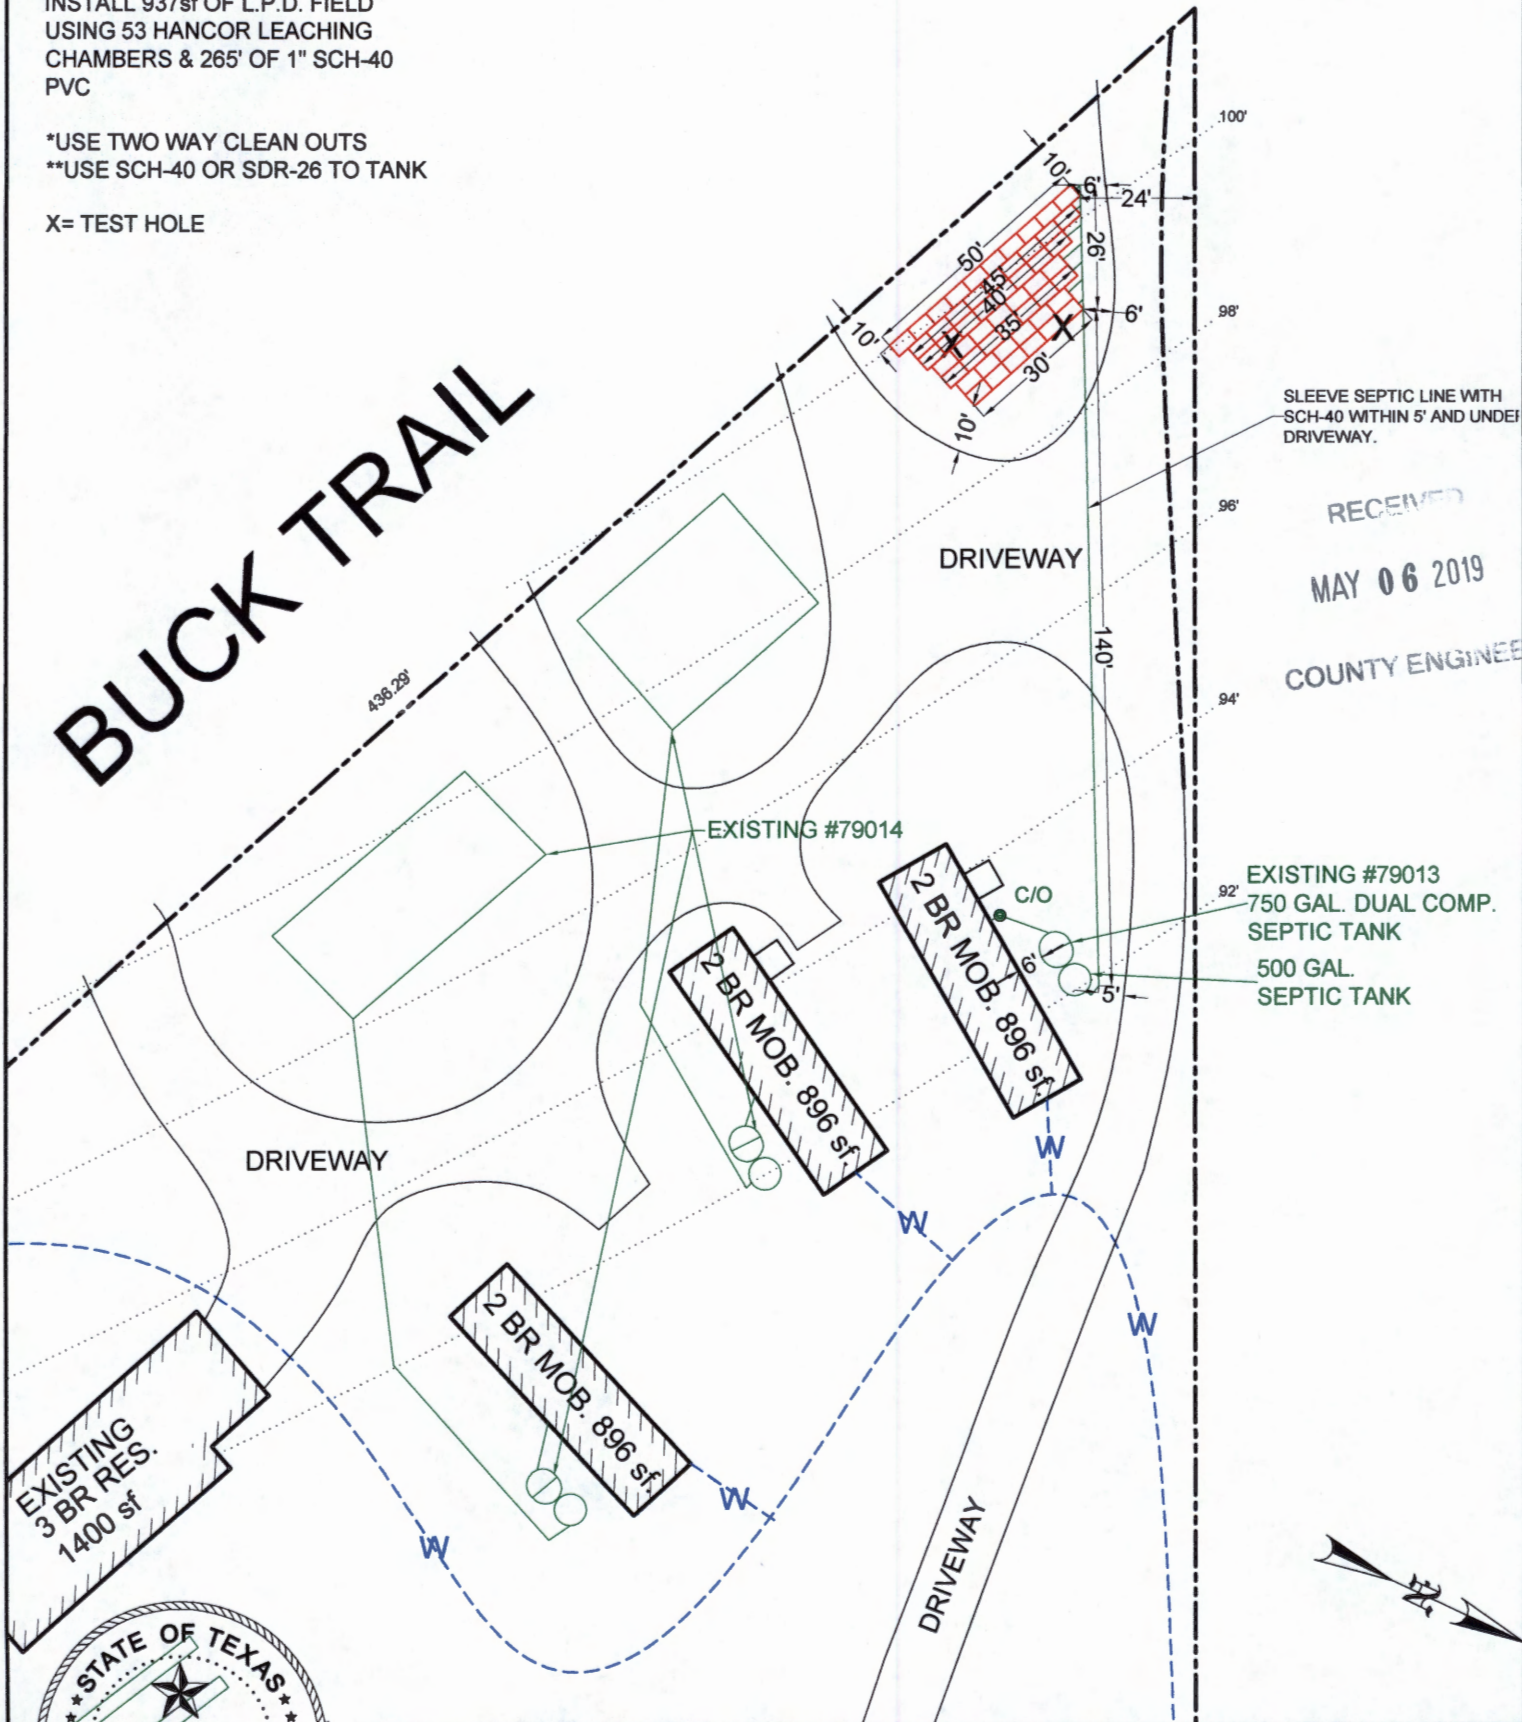 INSTALL 937sf OF L.P.D. FIELD
USING 53 HANCOR LEACHING
CHAMBERS & 265' OF 1" SCH-40
PVC
*USE TWO WAY CLEAN OUTS
**USE SCH-40 OR SDR-26 TO TANK
X= TEST HOLE
100'
10'
6'
24'
50'
26'
45'
40'
35'
98'
6'
10'
X
X
30'
10'
SLEEVE SEPTIC LINE WITH
SCH-40 WITHIN 5' AND UNDER
DRIVEWAY.
BUCK TRAIL
RECEIVED
96'
DRIVEWAY
MAY 06 2019
140'
COUNTY ENGINEE
436.29'
94'
EXISTING #79014
2 BR MOB. 896 sf.
C/O
92'
EXISTING #79013
750 GAL. DUAL COMP.
SEPTIC TANK
6'
500 GAL.
SEPTIC TANK
5'
2 BR MOB. 896 sf.
DRIVEWAY
W
W
2 BR MOB. 896 sf.
W
W
W
EXISTING
3 BR RES.
1400 sf
DRIVEWAY
N
STATE OF TEXAS